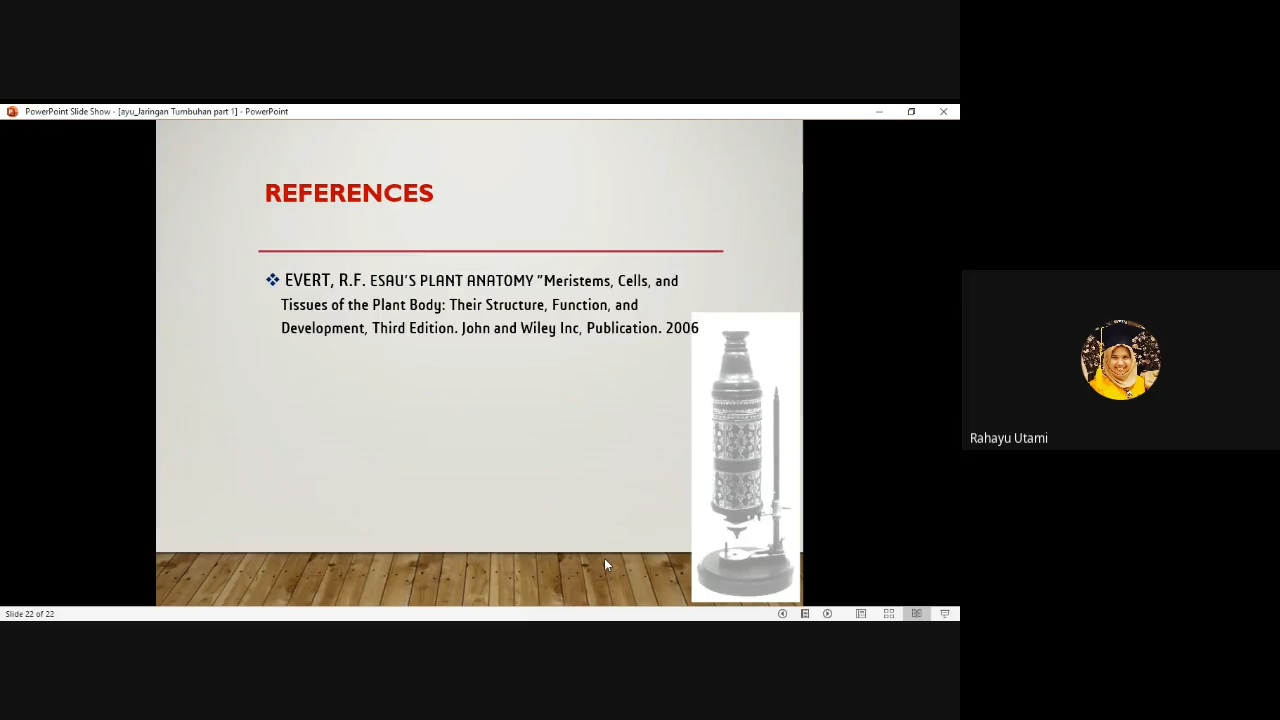 PowerPoint Slide Show - [ayu_Jaringan Tumbuhan part 1] - PowerPoint
REFERENCES
❖ EVERT, R.F. ESAU'S PLANT ANATOMY "Meristems, Cells, and
Tissues of the Plant Body: Their Structure, Function, and
Development, Third Edition. John and Wiley Inc, Publication. 2006
Rahayu Utami
Slide 22 of 22